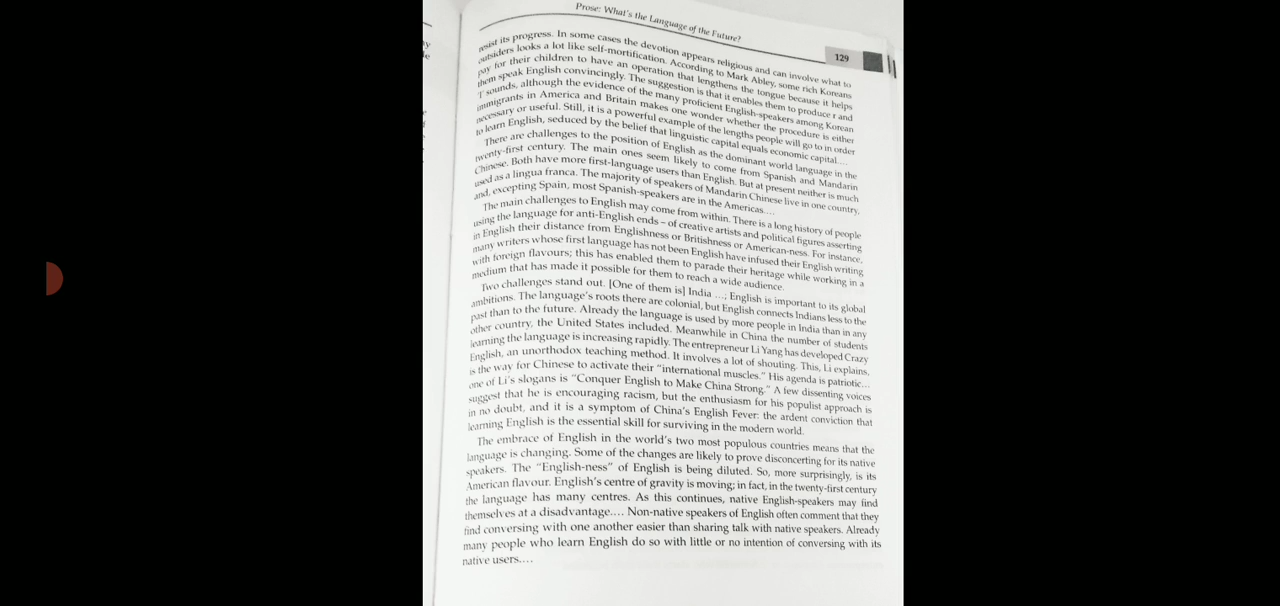 Prose: What's the Language of the Future?
129
resist its progress. In some cases the devotion appears religious and can involve what to
outsiders looks a lot like self-mortification. According to Mark Abley, some rich Koreans
pay for their children to have an operation that lengthens the tongue because it helps
them speak English convincingly. The suggestion is that it enables them to produce r and
l sounds, although the evidence of the many proficient English-speakers among Korean
immigrants in America and Britain makes one wonder whether the procedure is either
necessary or useful. Still, it is a powerful example of the lengths people will go to in order
to learn English, seduced by the belief that linguistic capital equals economic capital....
There are challenges to the position of English as the dominant world language in the
twenty-first century. The main ones seem likely to come from Spanish and Mandarin
Chinese. Both have more first-language users than English. But at present neither is much
used as a lingua franca. The majority of speakers of Mandarin Chinese live in one country,
and, excepting Spain, most Spanish-speakers are in the Americas....
The main challenges to English may come from within. There is a long history of people
using the language for anti-English ends – of creative artists and political figures asserting
in English their distance from Englishness or Britishness or American-ness. For instance,
many writers whose first language has not been English have infused their English writing
with foreign flavours; this has enabled them to parade their heritage while working in a
medium that has made it possible for them to reach a wide audience.
Two challenges stand out. [One of them is] India ...; English is important to its global
ambitions. The language's roots there are colonial, but English connects Indians less to the
past than to the future. Already the language is used by more people in India than in any
other country, the United States included. Meanwhile in China the number of students
learning the language is increasing rapidly. The entrepreneur Li Yang has developed Crazy
English, an unorthodox teaching method. It involves a lot of shouting. This, Li explains,
is the way for Chinese to activate their "international muscles." His agenda is patriotic...
one of Li's slogans is "Conquer English to Make China Strong." A few dissenting voices
suggest that he is encouraging racism, but the enthusiasm for his populist approach is
in no doubt, and it is a symptom of China's English Fever: the ardent conviction that
learning English is the essential skill for surviving in the modern world.
The embrace of English in the world's two most populous countries means that the
language is changing. Some of the changes are likely to prove disconcerting for its native
speakers. The "English-ness" of English is being diluted. So, more surprisingly, is its
American flavour. English's centre of gravity is moving; in fact, in the twenty-first century
the language has many centres. As this continues, native English-speakers may find
themselves at a disadvantage.... Non-native speakers of English often comment that they
find conversing with one another easier than sharing talk with native speakers. Already
many people who learn English do so with little or no intention of conversing with its
native users....